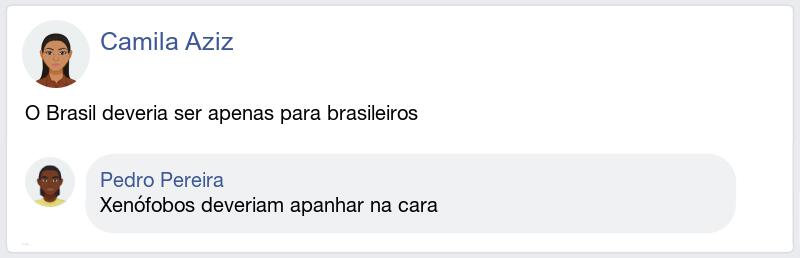 Camila Aziz
O Brasil deveria ser apenas para brasileiros
Pedro Pereira
Xenófobos deveriam apanhar na cara